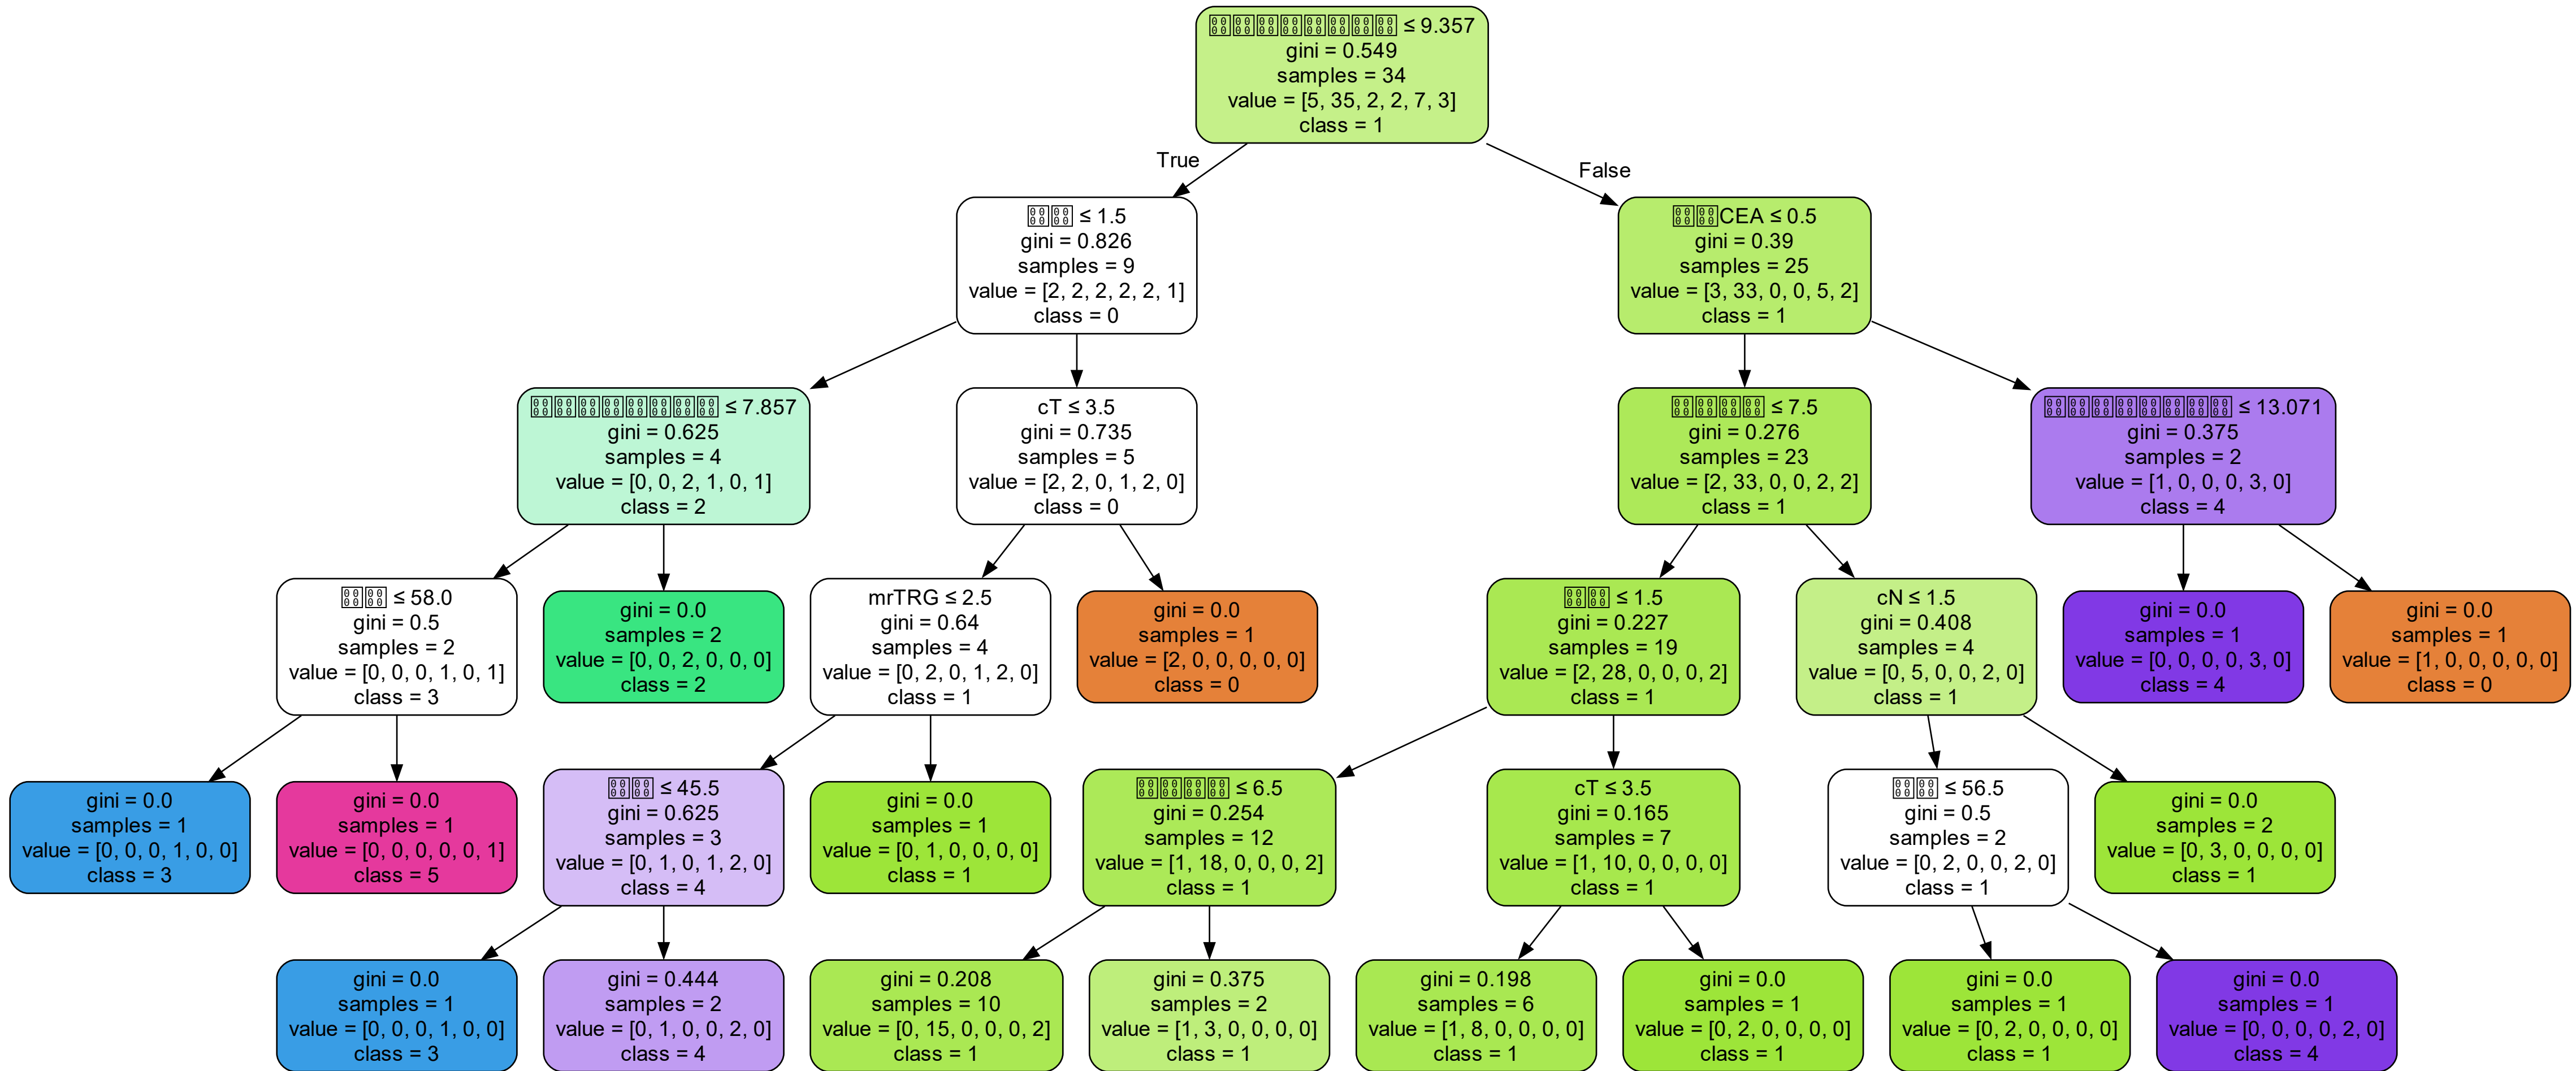 ≤ 9.357
gini = 0.549
samples = 34
value = [5, 35, 2, 2, 7, 3]
class = 1
True
False
≤ 1.5
gini = 0.826
samples = 9
value = [2, 2, 2, 2, 2, 1]
class = 0
CEA ≤ 0.5
gini = 0.39
samples = 25
value = [3, 33, 0, 0, 5, 2]
class = 1
≤ 7.857
gini = 0.625
samples = 4
value = [0, 0, 2, 1, 0, 1]
class = 2
cT ≤ 3.5
gini = 0.735
samples = 5
value = [2, 2, 0, 1, 2, 0]
class = 0
≤ 7.5
gini = 0.276
samples = 23
value = [2, 33, 0, 0, 2, 2]
class = 1
≤ 13.071
gini = 0.375
samples = 2
value = [1, 0, 0, 0, 3, 0]
class = 4
≤ 58.0
gini = 0.5
samples = 2
value = [0, 0, 0, 1, 0, 1]
class = 3
gini = 0.0
samples = 2
value = [0, 0, 2, 0, 0, 0]
class = 2
mrTRG ≤ 2.5
gini = 0.64
samples = 4
value = [0, 2, 0, 1, 2, 0]
class = 1
gini = 0.0
samples = 1
value = [2, 0, 0, 0, 0, 0]
class = 0
≤ 1.5
gini = 0.227
samples = 19
value = [2, 28, 0, 0, 0, 2]
class = 1
cN ≤ 1.5
gini = 0.408
samples = 4
value = [0, 5, 0, 0, 2, 0]
class = 1
gini = 0.0
samples = 1
value = [0, 0, 0, 0, 3, 0]
class = 4
gini = 0.0
samples = 1
value = [1, 0, 0, 0, 0, 0]
class = 0
gini = 0.0
samples = 1
value = [0, 0, 0, 1, 0, 0]
class = 3
gini = 0.0
samples = 1
value = [0, 0, 0, 0, 0, 1]
class = 5
≤ 45.5
gini = 0.625
samples = 3
value = [0, 1, 0, 1, 2, 0]
class = 4
gini = 0.0
samples = 1
value = [0, 1, 0, 0, 0, 0]
class = 1
≤ 6.5
gini = 0.254
samples = 12
value = [1, 18, 0, 0, 0, 2]
class = 1
cT ≤ 3.5
gini = 0.165
samples = 7
value = [1, 10, 0, 0, 0, 0]
class = 1
≤ 56.5
gini = 0.5
samples = 2
value = [0, 2, 0, 0, 2, 0]
class = 1
gini = 0.0
samples = 2
value = [0, 3, 0, 0, 0, 0]
class = 1
gini = 0.0
samples = 1
value = [0, 0, 0, 1, 0, 0]
class = 3
gini = 0.444
samples = 2
value = [0, 1, 0, 0, 2, 0]
class = 4
gini = 0.208
samples = 10
value = [0, 15, 0, 0, 0, 2]
class = 1
gini = 0.375
samples = 2
value = [1, 3, 0, 0, 0, 0]
class = 1
gini = 0.198
samples = 6
value = [1, 8, 0, 0, 0, 0]
class = 1
gini = 0.0
samples = 1
value = [0, 2, 0, 0, 0, 0]
class = 1
gini = 0.0
samples = 1
value = [0, 2, 0, 0, 0, 0]
class = 1
gini = 0.0
samples = 1
value = [0, 0, 0, 0, 2, 0]
class = 4